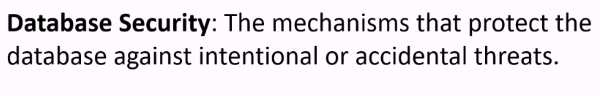 Database Security: The mechanisms that protect the
database against intentional or accidental threats.